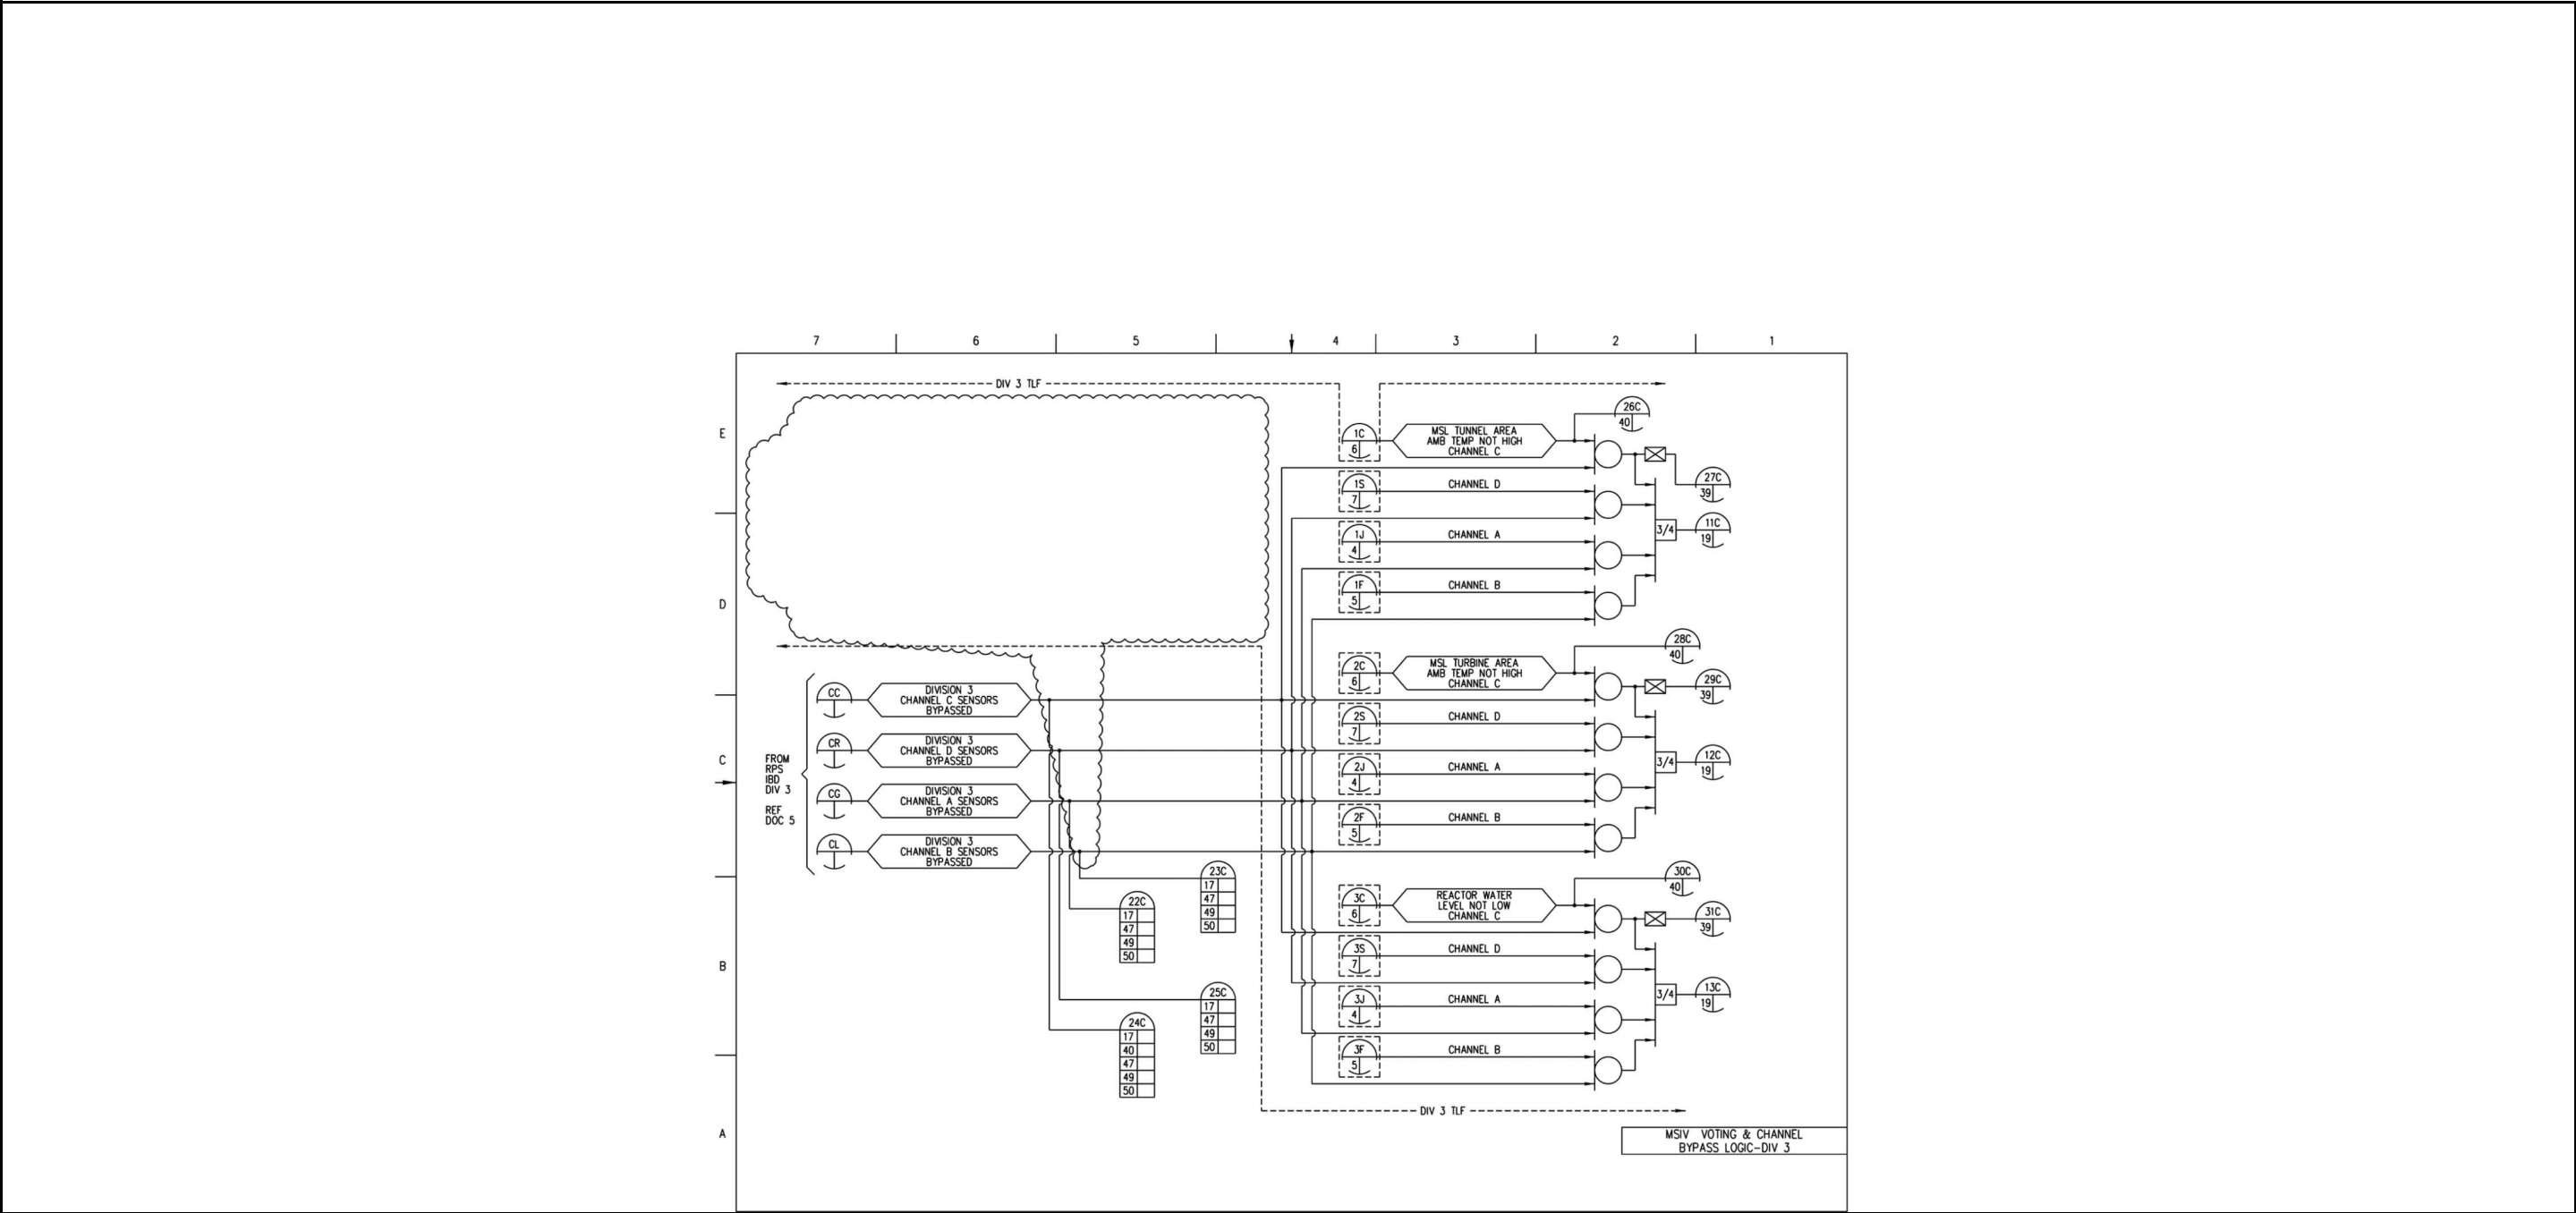 7 6 5 4 3 2 1
E
D
C
B
A
DIV 3 TLF
26C
40
1C
6
MSL TUNNEL AREA
AMB TEMP NOT HIGH
CHANNEL C
27C
39
1S
7
CHANNEL D
11C
19
3/4
1J
4
CHANNEL A
1F
5
CHANNEL B
28C
40
2C
6
MSL TURBINE AREA
AMB TEMP NOT HIGH
CHANNEL C
29C
39
2S
7
CHANNEL D
12C
19
3/4
2J
4
CHANNEL A
2F
5
CHANNEL B
FROM
RPS
IBD
DIV 3
REF
DOC 5
CC
DIVISION 3
CHANNEL C SENSORS
BYPASSED
CR
DIVISION 3
CHANNEL D SENSORS
BYPASSED
CG
DIVISION 3
CHANNEL A SENSORS
BYPASSED
CL
DIVISION 3
CHANNEL B SENSORS
BYPASSED
23C
17
47
49
50
22C
17
47
49
50
25C
17
47
49
50
24C
17
40
47
49
50
30C
40
3C
6
REACTOR WATER
LEVEL NOT LOW
CHANNEL C
31C
39
3S
7
CHANNEL D
13C
19
3/4
3J
4
CHANNEL A
3F
5
CHANNEL B
DIV 3 TLF
MSIV VOTING & CHANNEL
BYPASS LOGIC-DIV 3